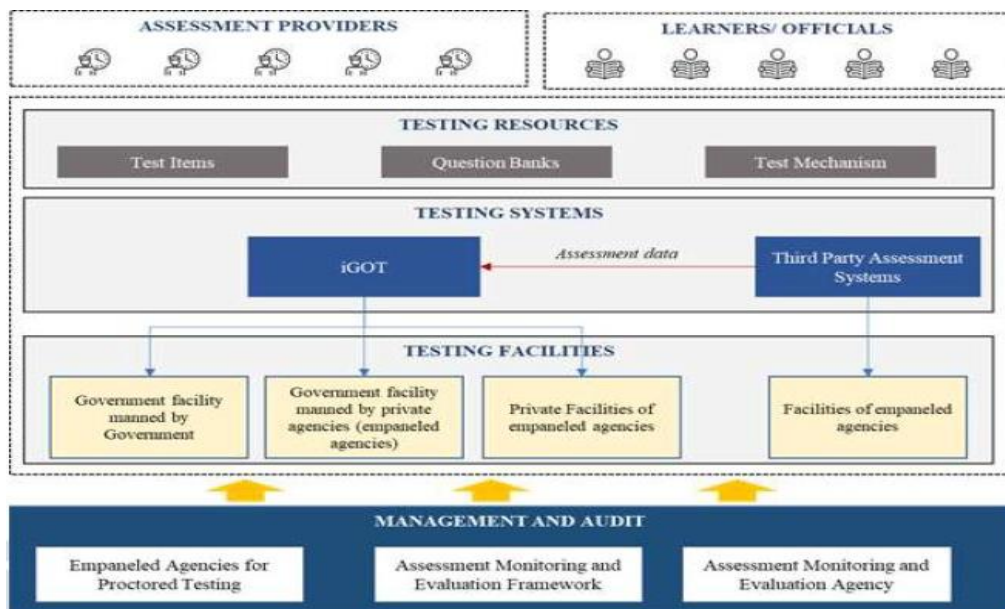 ASSESSMENT PROVIDERS
LEARNERS/ OFFICIALS
TESTING RESOURCES
Test Items
Question Banks
Test Mechanism
TESTING SYSTEMS
iGOT
Assessment data
Third Party Assessment
Systems
TESTING FACILITIES
Government facility
manned by
Government
Government facility
manned by private
agencies (empaneled
agencies)
Private Facilities of
empaneled agencies
Facilities of empaneled
agencies
MANAGEMENT AND AUDIT
Empaneled Agencies for
Proctored Testing
Assessment Monitoring and
Evaluation Framework
Assessment Monitoring and
Evaluation Agency